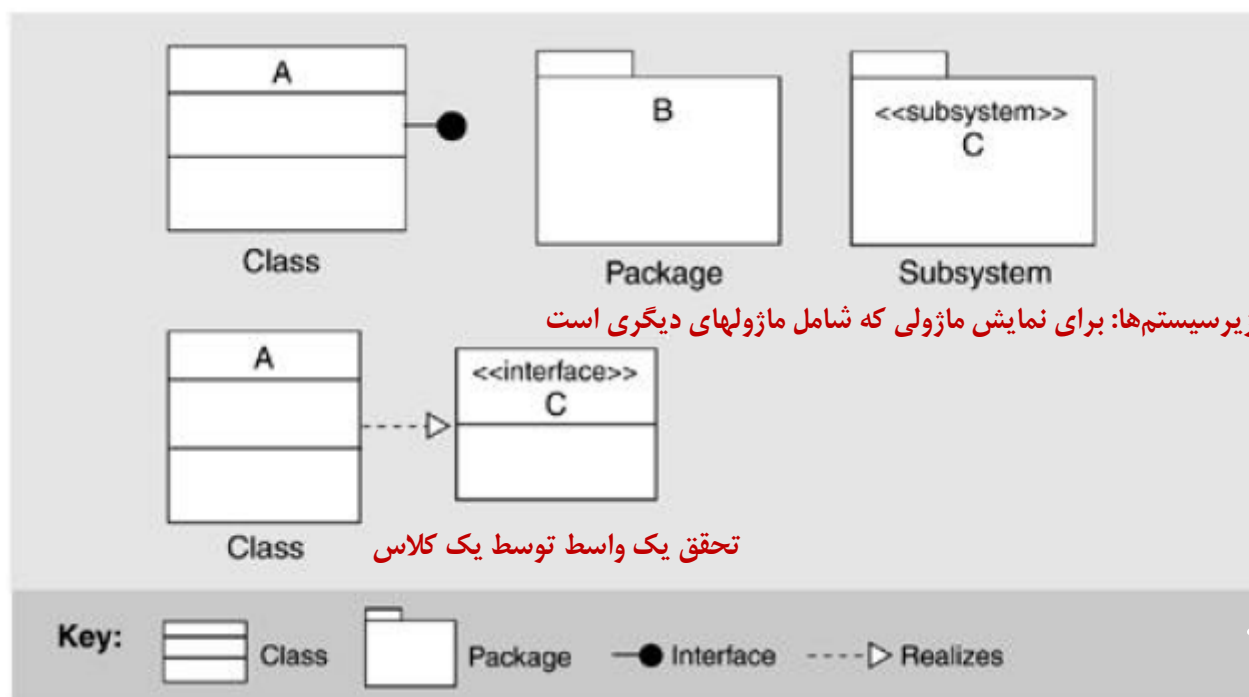 A
B
<<subsystem>>
C
Class
Package
Subsystem
زیرسیستم‌ها: برای نمایش ماژولی که شامل ماژولهای دیگری است
A
<<interface>>
C
Class
تحقق یک واسط توسط یک کلاس
Key:
Class
Package
Interface
Realizes